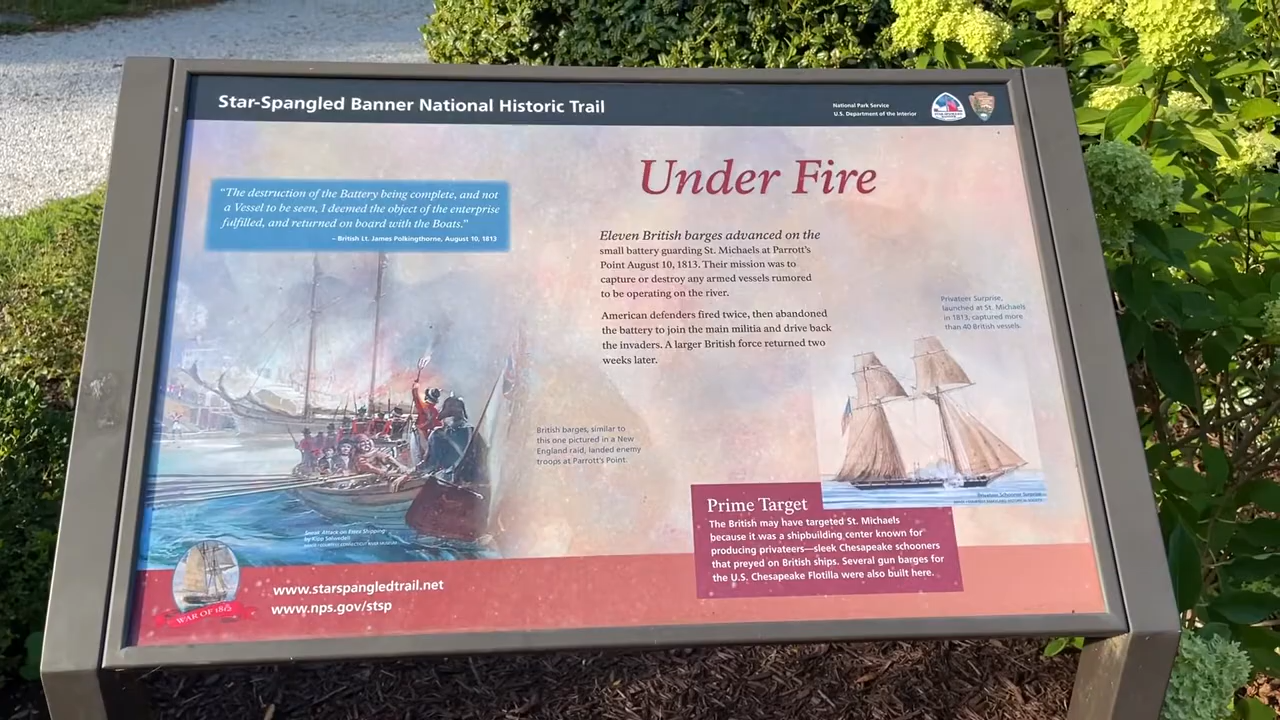 Star-Spangled Banner National Historic Trail
National Park Service
U.S. Department of the Interior
Under Fire
“The destruction of the Battery being complete, and not
a Vessel to be seen, I deemed the object of the enterprise
fulfilled, and returned on board with the Boats.”
– British Lt. James Polkingthorne, August 10, 1813
Eleven British barges advanced on the
small battery guarding St. Michaels at Parrott's
Point August 10, 1813. Their mission was to
capture or destroy any armed vessels rumored
to be operating on the river.
American defenders fired twice, then abandoned
the battery to join the main militia and drive back
the invaders. A larger British force returned two
weeks later.
Privateer Surprise,
launched at St. Michaels
in 1813, captured more
than 40 British vessels.
British barges, similar to
this one pictured in a New
England raid, landed enemy
troops at Parrott's Point.
Privateer Schooner Surprise
Prime Target
The British may have targeted St. Michaels
because it was a shipbuilding center known for
producing privateers—sleek Chesapeake schooners
that preyed on British ships. Several gun barges for
the U.S. Chesapeake Flotilla were also built here.
Attack on Essex Shipping
by
www.starspangledtrail.net
www.nps.gov/stsp
WAR OF 1812